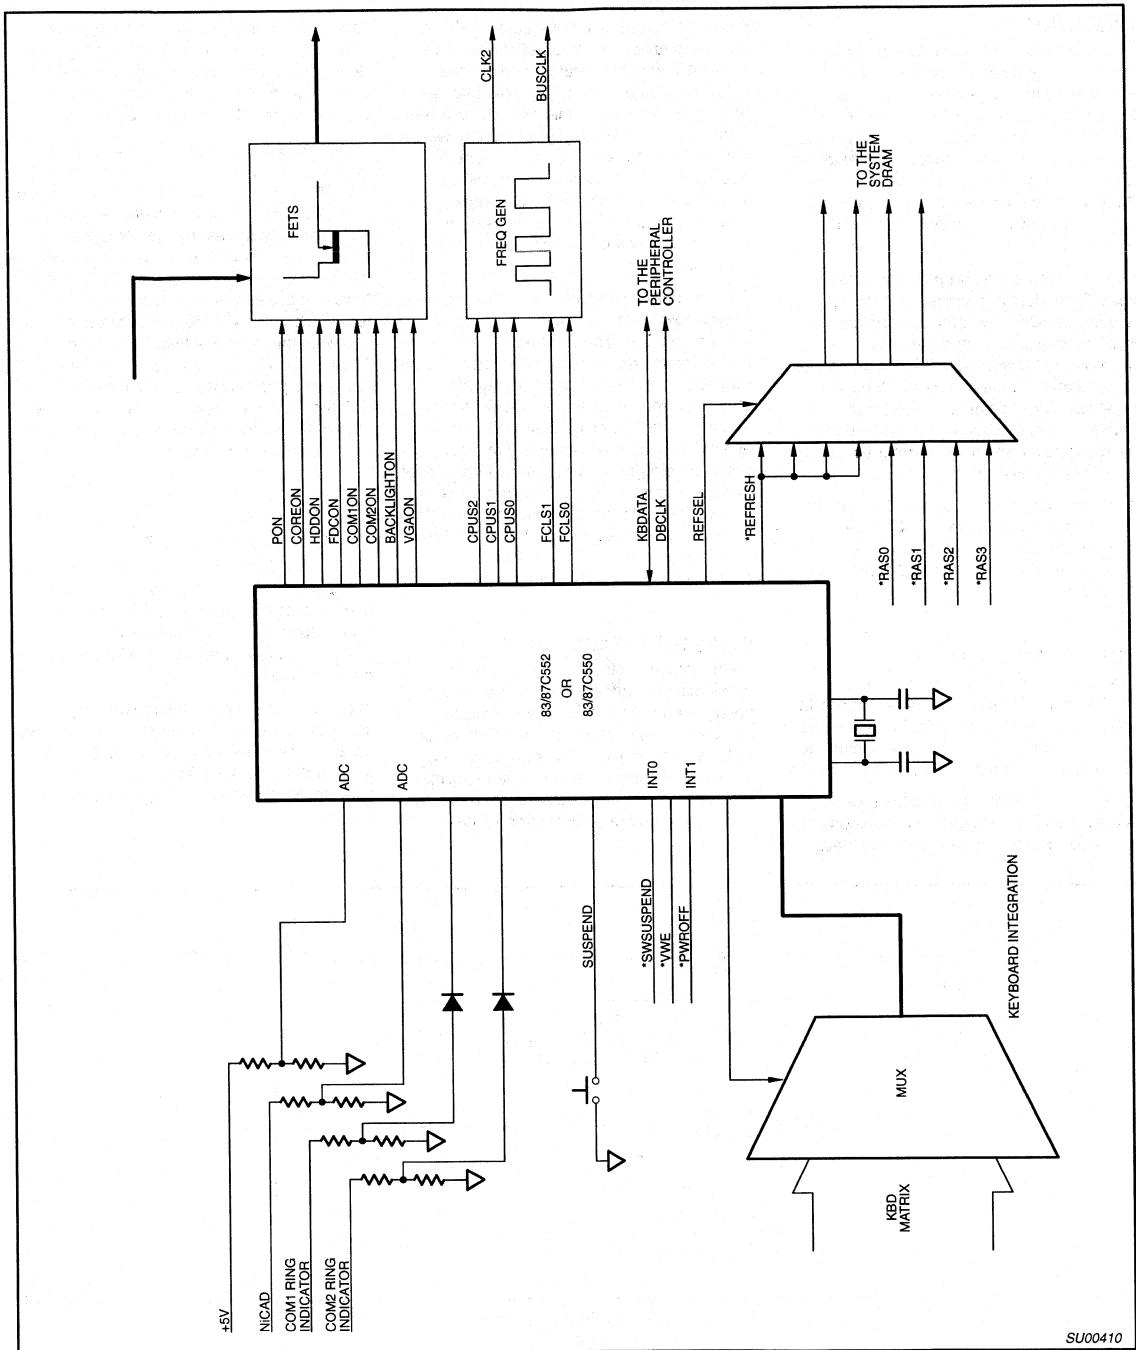 CLK2
BUSCLK
FETS
FREQ GEN
TO THE
PERIPHERAL
CONTROLLER
TO THE
SYSTEM
DRAM
PON
COREON
HDDON
FDCON
COM1ON
COM2ON
BACKLIGHTON
VGAON
CPUS2
CPUS1
CPUS0
FCLS1
FCLS0
KBDATA
DBCLK
REFSEL
*REFRESH
*RAS0
*RAS1
*RAS2
*RAS3
83/87C552
OR
83/87C550
ADC
ADC
INT0
INT1
SUSPEND
*SWSUSPEND
*VWE
*PWROFF
KEYBOARD INTEGRATION
MUX
KBD
MATRIX
+5V
NiCAD
COM1 RING
INDICATOR
COM2 RING
INDICATOR
SU00410